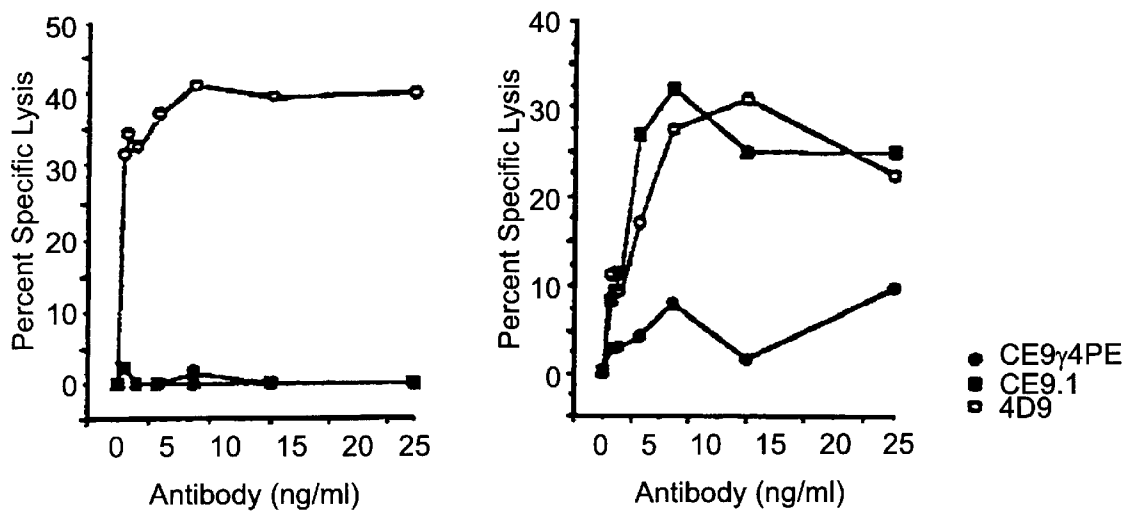 50
40
30
20
10
0
Percent Specific Lysis
0 5 10 15 20 25
Antibody (ng/ml)
40
30
20
10
0
Percent Specific Lysis
0 5 10 15 20 25
Antibody (ng/ml)
CE9γ4PE
CE9.1
4D9